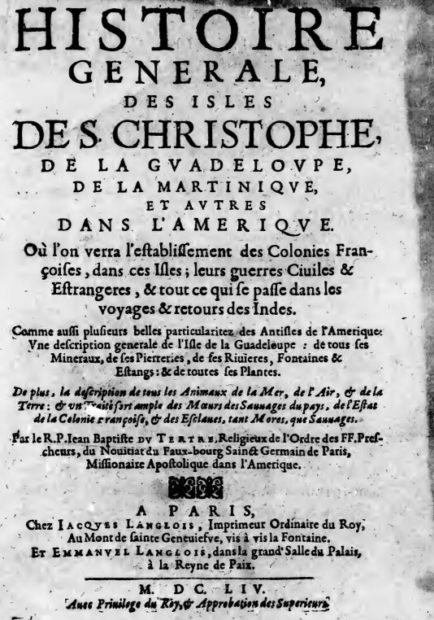 HISTOIRE
GENERALE,
DES ISLES
DE S. CHRISTOPHE,
DE LA GVADELOVPE,
DE LA MARTINIQVE,
ET AVTRES
DANS L'AMERIQVE.
Où l'on verra l'eſtabliſſement des Colonies Fran-
çoiſes, dans ces Iſles; leurs guerres Ciuiles &
Eſtrangeres, & tout ce qui ſe paſſe dans les
voyages & retours des Indes.
Comme auſſi pluſieurs belles particularitez des Antiſles de l'Amerique:
Vne deſcription generale de l'Iſle de la Guadeloupe: de tous ſes
Mineraux, de ſes Pierreries, de ſes Riuieres, Fontaines &
Eſtangs: & de toutes ſes Plantes.
De plus, la deſcription de tous les Animaux de la Mer, de l'Air, & de la
Terre: & vn Traité fort ample des Mœurs des Sauuages du pays, de l'Eſtat
de la Colonie Françoiſe, & des Eſclaues, tant Mores, que Sauuages.
Par le R. P. Iean Baptiſte DV TERTRE, Religieux de l'Ordre des FF. Preſ-
cheurs, du Nouitiat du Faux-bourg Sainct Germain de Paris,
Miſſionaire Apoſtolique dans l'Amerique.
A PARIS,
Chez IACQVES LANGLOIS, Imprimeur Ordinaire du Roy,
Au Mont de ſainte Geneuiefve, vis à vis la Fontaine.
ET EMMANVEL LANGLOIS, dans la grand' Salle du Palais,
à la Reyne de Paix.
M. DC. LIV.
Auec Priuilege du Roy, & Approbation des Superieurs.